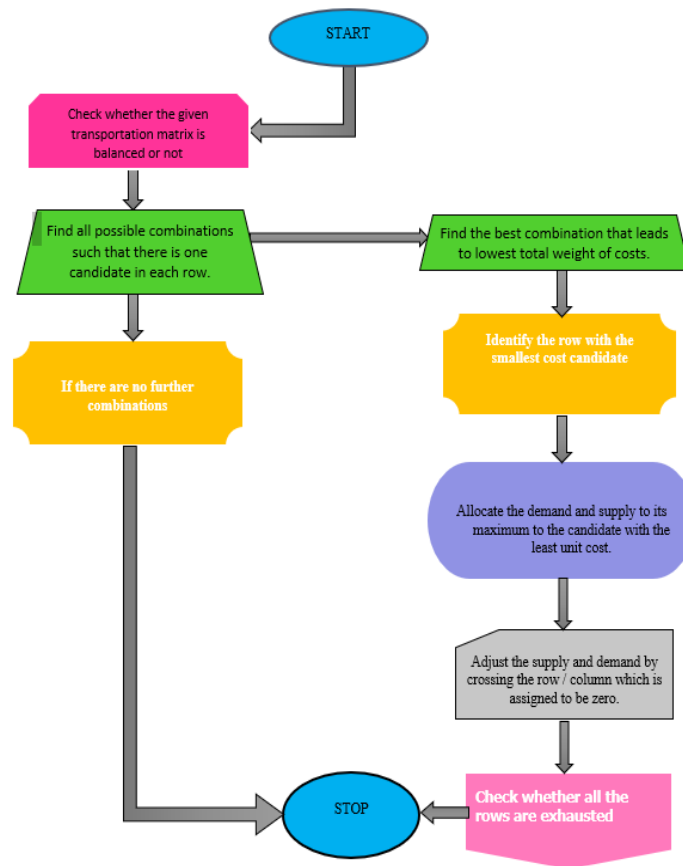 START
Check whether the given
transportation matrix is
balanced or not
Find all possible combinations
such that there is one
candidate in each row.
Find the best combination that leads
to lowest total weight of costs.
If there are no further
combinations
Identify the row with the
smallest cost candidate
Allocate the demand and supply to its
maximum to the candidate with the
least unit cost.
Adjust the supply and demand by
crossing the row / column which is
assigned to be zero.
Check whether all the
rows are exhausted
STOP